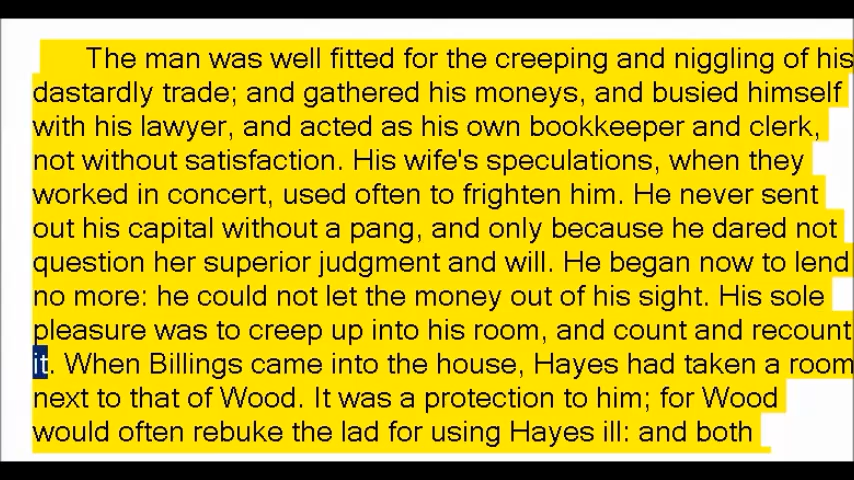 The man was well fitted for the creeping and niggling of his
dastardly trade; and gathered his moneys, and busied himself
with his lawyer, and acted as his own bookkeeper and clerk,
not without satisfaction. His wife's speculations, when they
worked in concert, used often to frighten him. He never sent
out his capital without a pang, and only because he dared not
question her superior judgment and will. He began now to lend
no more: he could not let the money out of his sight. His sole
pleasure was to creep up into his room, and count and recount
it. When Billings came into the house, Hayes had taken a room
next to that of Wood. It was a protection to him; for Wood
would often rebuke the lad for using Hayes ill: and both